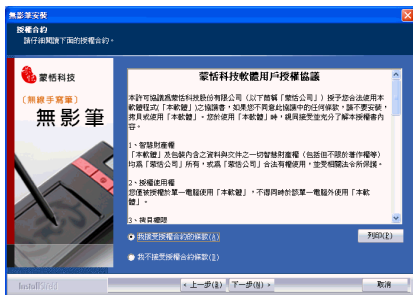 無影筆安裝
授權合約
請仔細閱讀下面的授權合約。
蒙恬科技
(無線手寫筆)
無影筆
蒙恬科技軟體用戶授權協議
本許可協議為蒙恬科技股份有限公司（以下簡稱「蒙恬公司」）授予您合法使用本
軟體程式(「本軟體」)之協議書，如果您不同意此協議中的任何條款，請不要安裝、
拷貝或使用「本軟體」。您於使用「本軟體」時，視同接受並充分了解本授權書內
容。
1、智慧財產權
「本軟體」及包裝內含之資料與文件之一切智慧財產權（包括但不限於著作權等）
均為「蒙恬公司」所有，或為「蒙恬公司」合法有權使用，並受相關法令所保護。
2、授權使用權
您僅被授權於單一電腦使用「本軟體」，不得同時於該單一電腦外使用「本軟
體」。
3、拷貝權限
我接受授權合約的條款(A)
列印(P)
我不接受授權合約的條款(D)
InstallShield
< 上一步(B)
下一步(N) >
取消